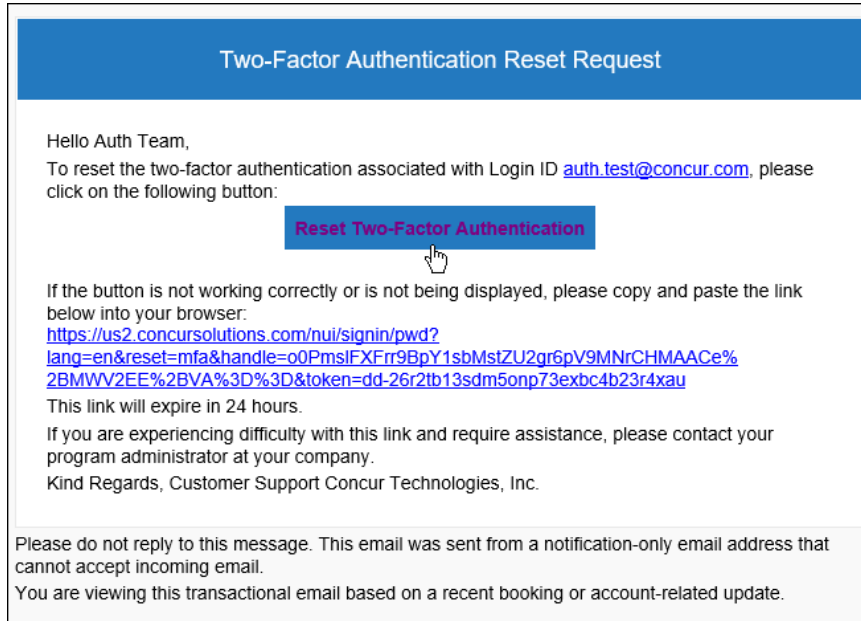 Two-Factor Authentication Reset Request
Hello Auth Team,
To reset the two-factor authentication associated with Login ID auth.test@concur.com, please
click on the following button:
Reset Two-Factor Authentication
If the button is not working correctly or is not being displayed, please copy and paste the link
below into your browser:
https://us2.concursolutions.com/nui/signin/pwd?
lang=en&reset=mfa&handle=o0PmslFXFrr9BpY1sbMstZU2gr6pV9MNrCHMAACe%
2BMWV2EE%2BVA%3D%3D&token=dd-26r2tb13sdm5onp73exbc4b23r4xau
This link will expire in 24 hours.
If you are experiencing difficulty with this link and require assistance, please contact your
program administrator at your company.
Kind Regards, Customer Support Concur Technologies, Inc.
Please do not reply to this message. This email was sent from a notification-only email address that
cannot accept incoming email.
You are viewing this transactional email based on a recent booking or account-related update.